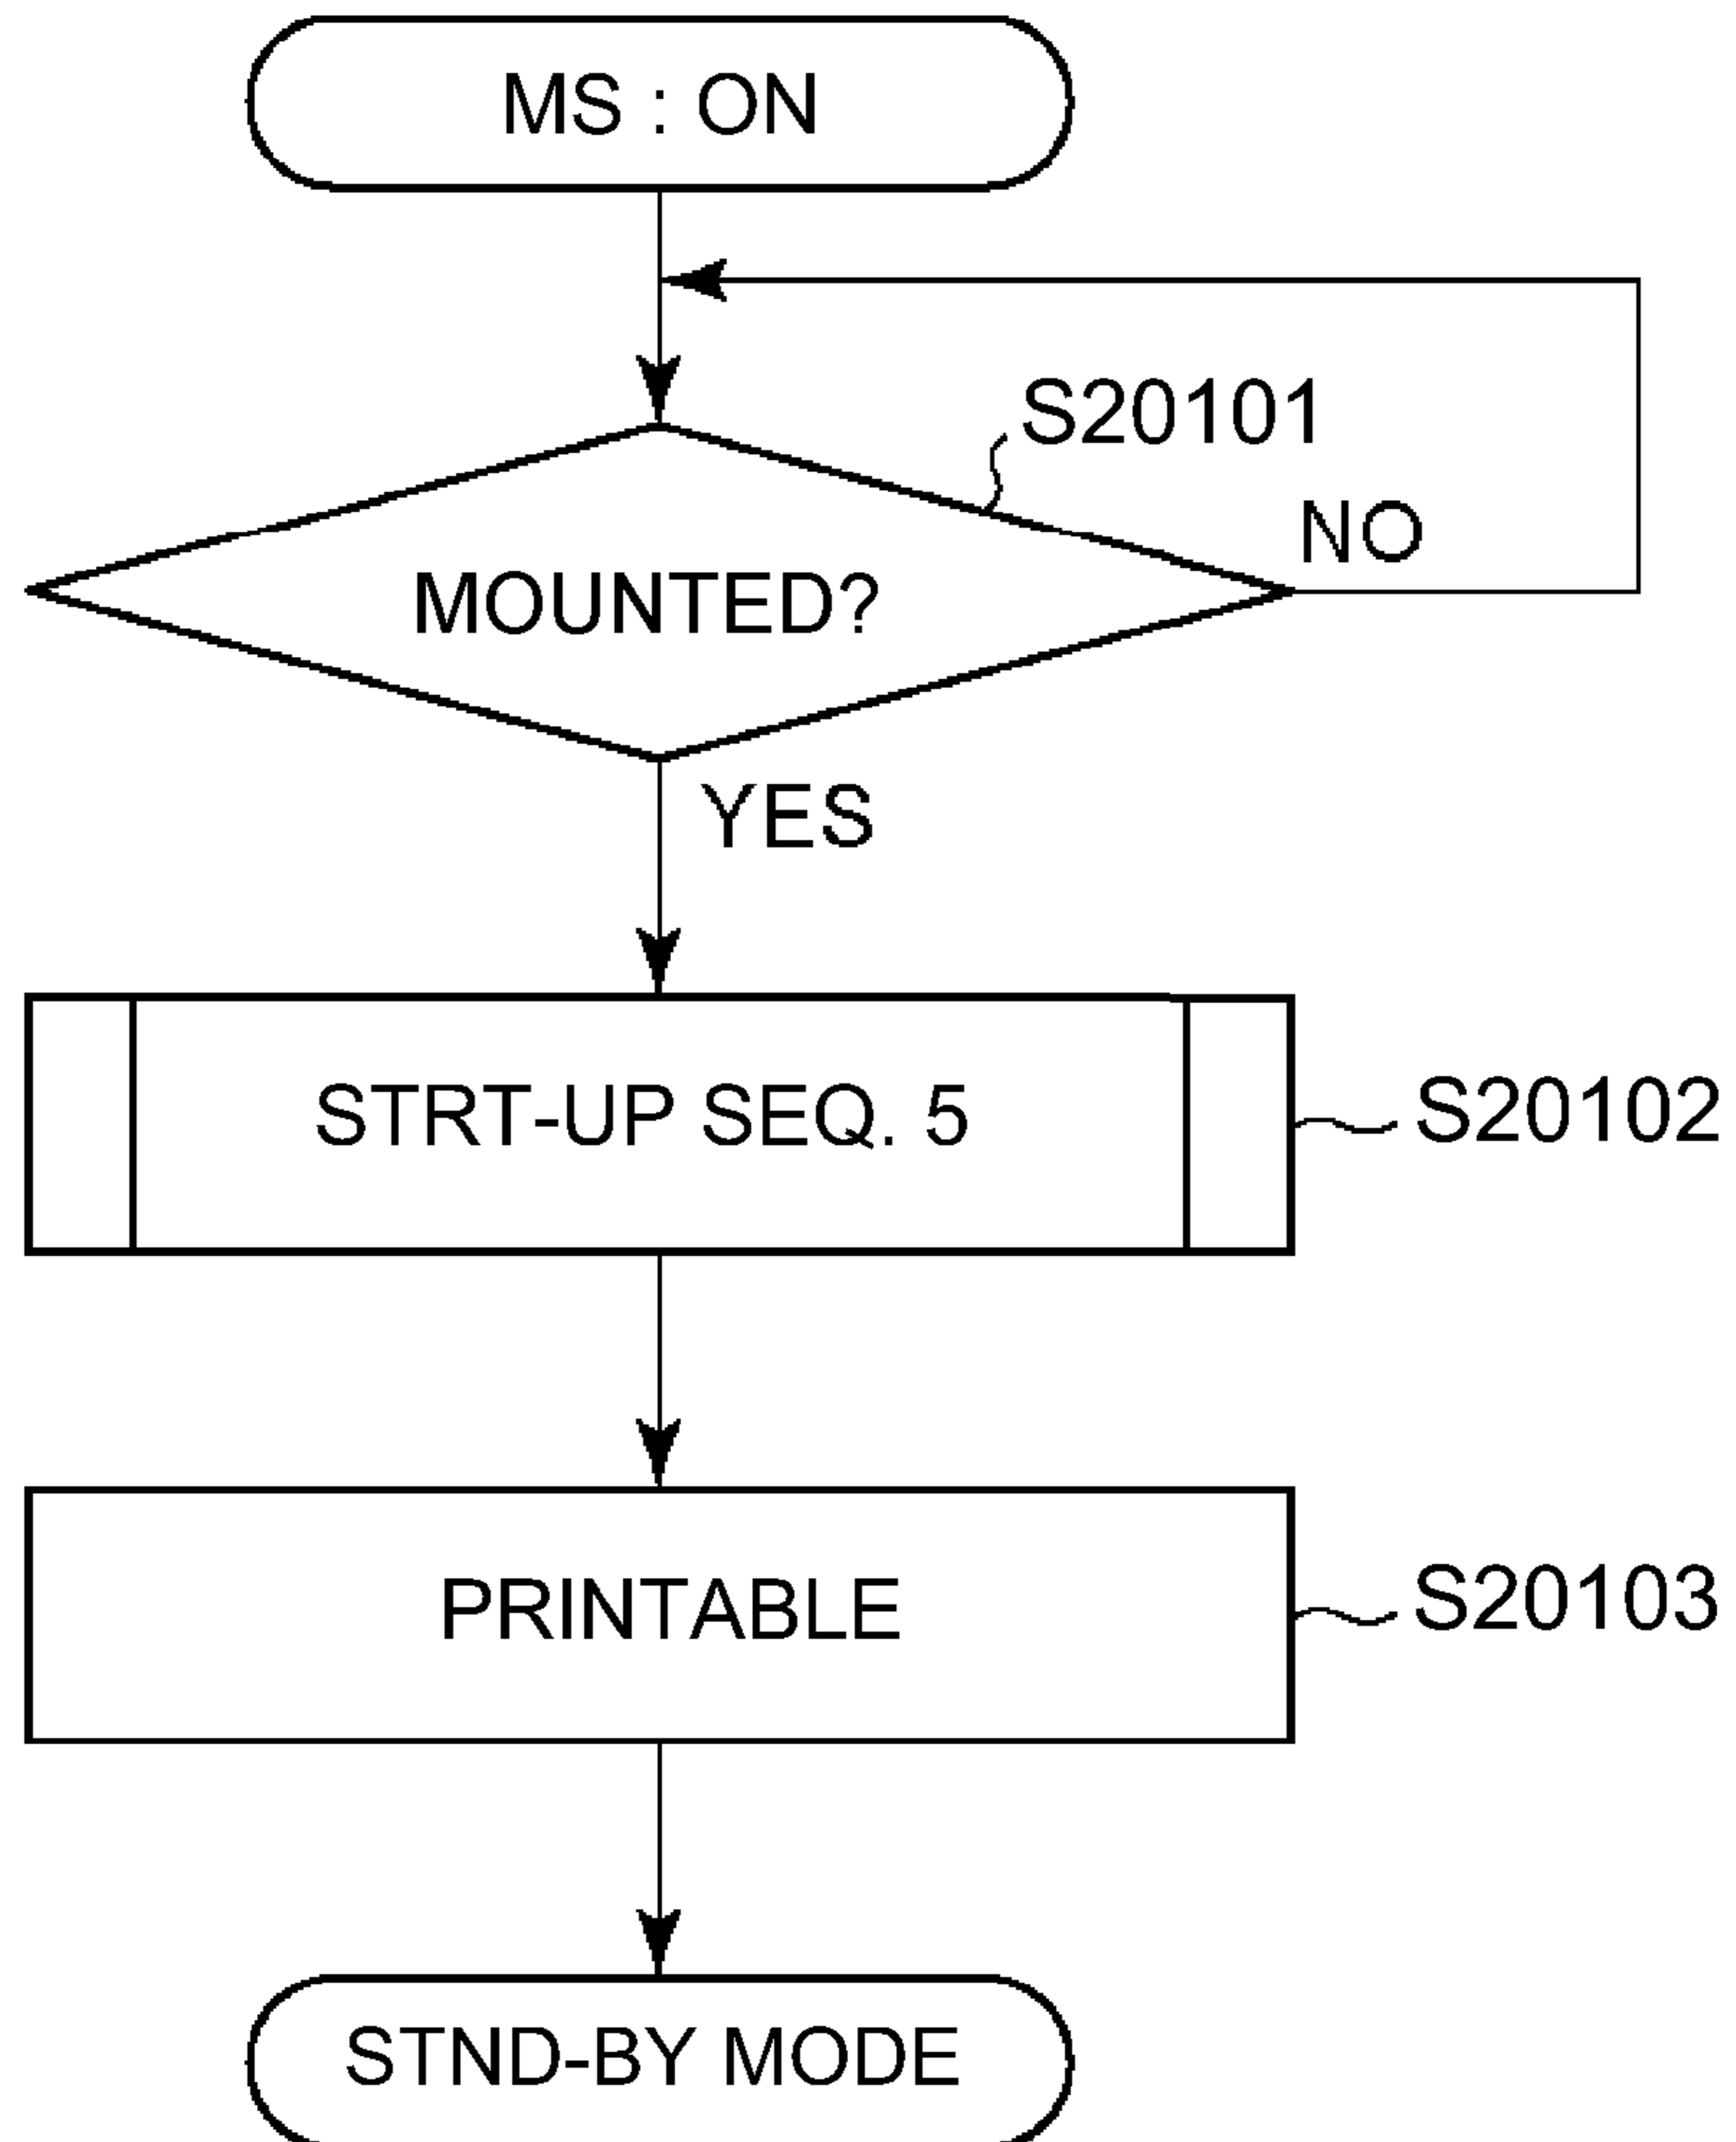 MS : ON
S20101
NO
MOUNTED?
YES
STRT-UP SEQ. 5
S20102
PRINTABLE
S20103
STND-BY MODE